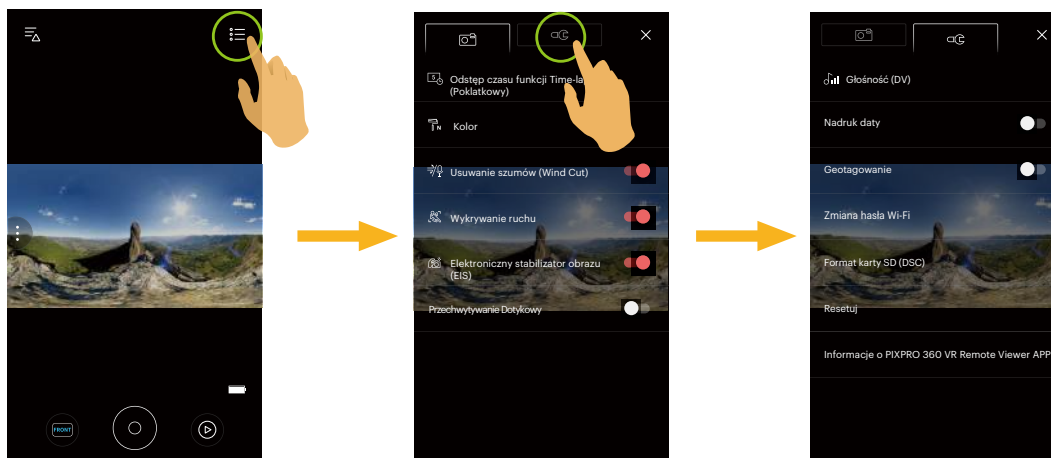 FRONT
Odstęp czasu funkcji Time-la
(Poklatkowy)
Kolor
Usuwanie szumów (Wind Cut)
Wykrywanie ruchu
Elektroniczny stabilizator obrazu
(EIS)
Przechwytywanie Dotykowy
Głośność (DV)
Nadruk daty
Geotagowanie
Zmiana hasła Wi-Fi
Format karty SD (DSC)
Resetuj
Informacje o PIXPRO 360 VR Remote Viewer APP